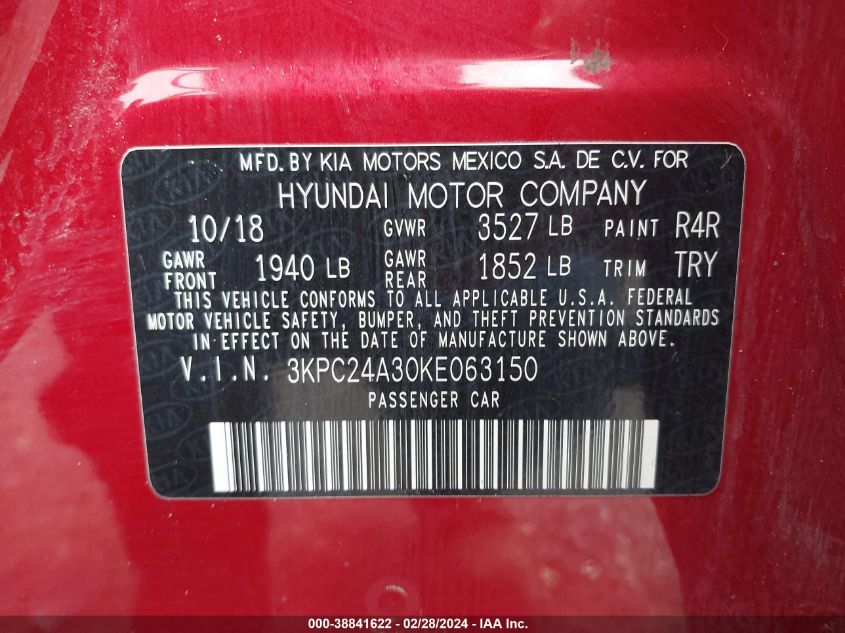 MFD. BY KIA MOTORS MEXICO S.A. DE C.V. FOR
HYUNDAI MOTOR COMPANY
10/18 GVWR 3527 LB PAINT R4R
GAWR FRONT 1940 LB GAWR REAR 1852 LB TRIM TRY
THIS VEHICLE CONFORMS TO ALL APPLICABLE U.S.A. FEDERAL
MOTOR VEHICLE SAFETY, BUMPER, AND THEFT PREVENTION STANDARDS
IN EFFECT ON THE DATE OF MANUFACTURE SHOWN ABOVE.
V.I.N. 3KPC24A30KE063150
PASSENGER CAR
000-38841622 - 02/28/2024 - IAA Inc.